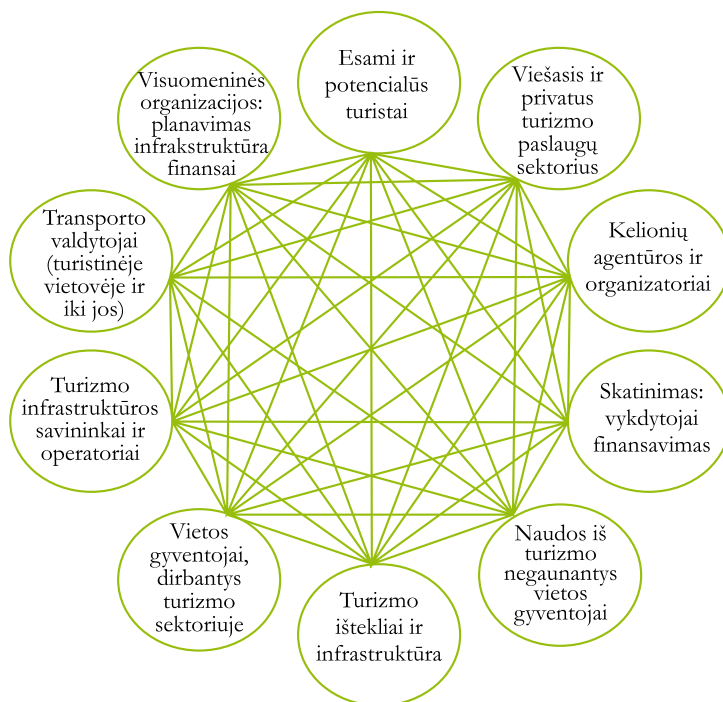 Esami ir
potencialūs
turistai
Viešasis ir
privatus
turizmo
paslaugų
sektorius
Kelionių
agentūros ir
organizatoriai
Skatinimas:
vykdytojai
finansavimas
Naudos iš
turizmo
negaunantys
vietos
gyventojai
Turizmo
ištekliai ir
infrastruktūra
Vietos
gyventojai,
dirbantys
turizmo
sektoriuje
Turizmo
infrastruktūros
savininkai ir
operatoriai
Transporto
valdytojai
(turistinėje
vietovėje ir
iki jos)
Visuomeninės
organizacijos:
planavimas
infrakstruktūra
finansai